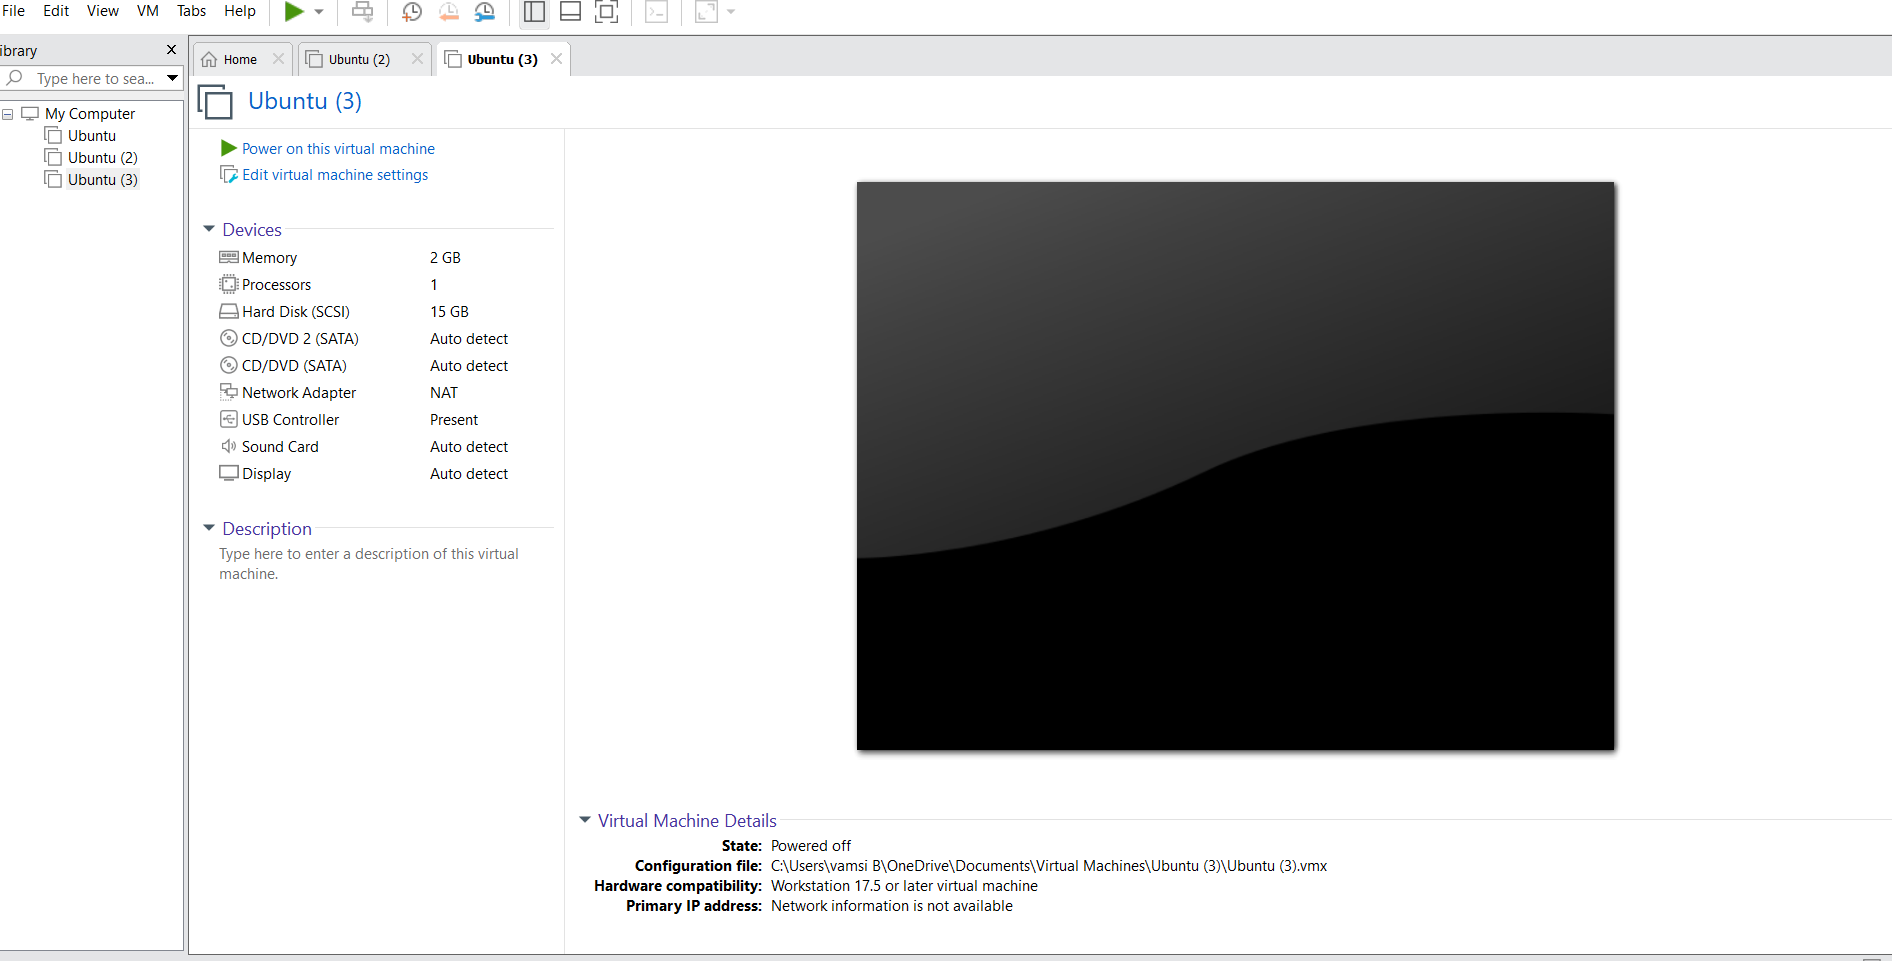 File Edit View VM Tabs Help
ibrary
Type here to sea...
My Computer
Ubuntu
Ubuntu (2)
Ubuntu (3)
Home
Ubuntu (2)
Ubuntu (3)
Ubuntu (3)
Power on this virtual machine
Edit virtual machine settings
Devices
Memory 2 GB
Processors 1
Hard Disk (SCSI) 15 GB
CD/DVD 2 (SATA) Auto detect
CD/DVD (SATA) Auto detect
Network Adapter NAT
USB Controller Present
Sound Card Auto detect
Display Auto detect
Description
Type here to enter a description of this virtual
machine.
Virtual Machine Details
State: Powered off
Configuration file: C:\Users\vamsi B\OneDrive\Documents\Virtual Machines\Ubuntu (3)\Ubuntu (3).vmx
Hardware compatibility: Workstation 17.5 or later virtual machine
Primary IP address: Network information is not available